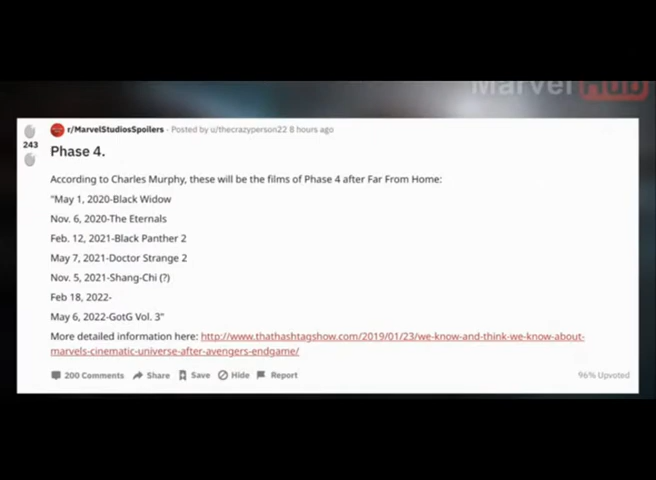 MarvelHub
r/MarvelStudiosSpoilers · Posted by u/thecrazyperson22 8 hours ago
243
Phase 4.
According to Charles Murphy, these will be the films of Phase 4 after Far From Home:
"May 1, 2020-Black Widow
Nov. 6, 2020-The Eternals
Feb. 12, 2021-Black Panther 2
May 7, 2021-Doctor Strange 2
Nov. 5, 2021-Shang-Chi (?)
Feb 18, 2022-
May 6, 2022-GotG Vol. 3"
More detailed information here: http://www.thathashtagshow.com/2019/01/23/we-know-and-think-we-know-about-
marvels-cinematic-universe-after-avengers-endgame/
200 Comments Share Save Hide Report 96% Upvoted